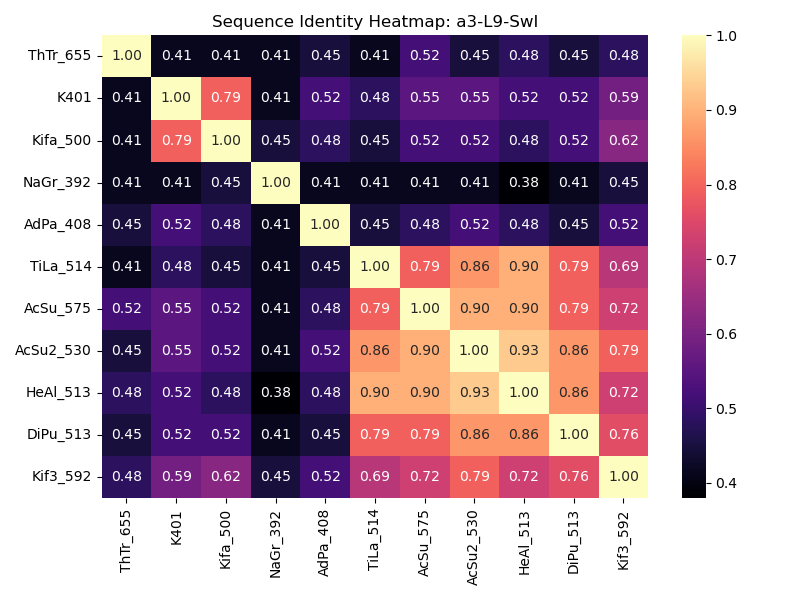 Sequence Identity Heatmap: a3-L9-SwI
ThTr_655 1.00 0.41 0.41 0.41 0.45 0.41 0.52 0.45 0.48 0.45 0.48
K401 0.41 1.00 0.79 0.41 0.52 0.48 0.55 0.55 0.52 0.52 0.59
Kifa_500 0.41 0.79 1.00 0.45 0.48 0.45 0.52 0.52 0.48 0.52 0.62
NaGr_392 0.41 0.41 0.45 1.00 0.41 0.41 0.41 0.41 0.38 0.41 0.45
AdPa_408 0.45 0.52 0.48 0.41 1.00 0.45 0.48 0.52 0.48 0.45 0.52
TiLa_514 0.41 0.48 0.45 0.41 0.45 1.00 0.79 0.86 0.90 0.79 0.69
AcSu_575 0.52 0.55 0.52 0.41 0.48 0.79 1.00 0.90 0.90 0.79 0.72
AcSu2_530 0.45 0.55 0.52 0.41 0.52 0.86 0.90 1.00 0.93 0.86 0.79
HeAl_513 0.48 0.52 0.48 0.38 0.48 0.90 0.90 0.93 1.00 0.86 0.72
DiPu_513 0.45 0.52 0.52 0.41 0.45 0.79 0.79 0.86 0.86 1.00 0.76
Kif3_592 0.48 0.59 0.62 0.45 0.52 0.69 0.72 0.79 0.72 0.76 1.00
ThTr_655 K401 Kifa_500 NaGr_392 AdPa_408 TiLa_514 AcSu_575 AcSu2_530 HeAl_513 DiPu_513 Kif3_592
1.0
0.9
0.8
0.7
0.6
0.5
0.4